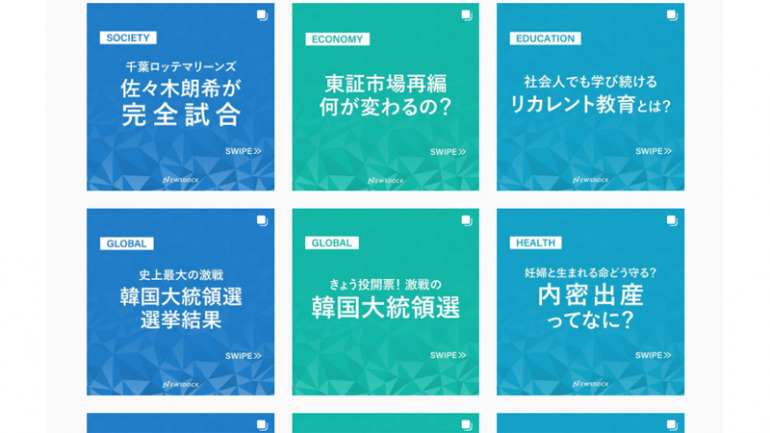 SOCIETY
千葉ロッテマリーンズ
佐々木朗希が
完全試合
SWIPE>>
NEWSDOCK
ECONOMY
東証市場再編
何が変わるの？
SWIPE>>
NEWSDOCK
EDUCATION
社会人でも学び続ける
リカレント教育とは？
SWIPE>>
NEWSDOCK
GLOBAL
史上最大の激戦
韓国大統領選
選挙結果
SWIPE>>
NEWSDOCK
GLOBAL
きょう投開票！激戦の
韓国大統領選
SWIPE>>
HEALTH
妊婦と生まれる命どう守る？
内密出産
ってなに？
SWIPE>>
NEWSDOCK